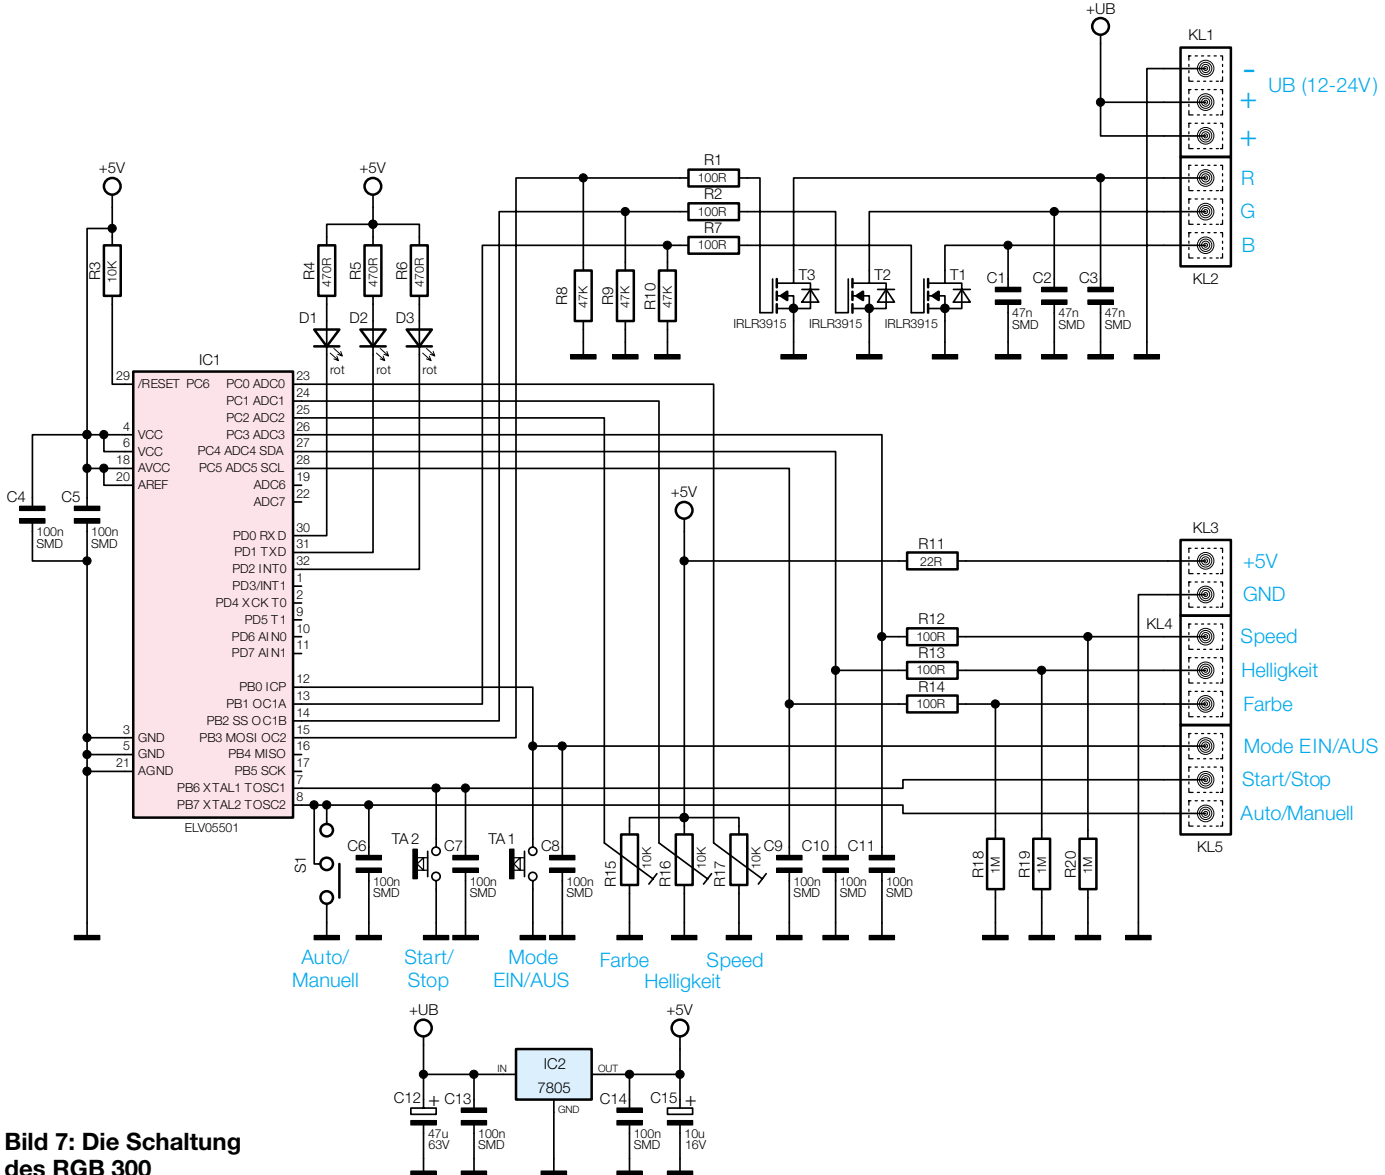 +UB
KL1
-
UB (12-24V)
+
+
R
G
B
KL2
+5V
+5V
R1
100R
R2
100R
R7
100R
R3
10K
R4
470R
R5
470R
R6
470R
D1
rot
D2
rot
D3
rot
R8
47K
R9
47K
R10
47K
T3
IRLR3915
T2
IRLR3915
T1
IRLR3915
C1
47n
SMD
C2
47n
SMD
C3
47n
SMD
IC1
29 /RESET PC6
4 VCC
6 VCC
18 AVCC
20 AREF
3 GND
5 GND
21 AGND
PC0 ADC0 23
PC1 ADC1 24
PC2 ADC2 25
PC3 ADC3 26
PC4 ADC4 SDA 27
PC5 ADC5 SCL 28
ADC6 19
ADC7 22
PD0 RXD 30
PD1 TXD 31
PD2 INT0 32
PD3/INT1 1
PD4 XCK T0 2
PD5 T1 9
PD6 AIN0 10
PD7 AIN1 11
PB0 ICP 12
PB1 OC1A 13
PB2 SS OC1B 14
PB3 MOSI OC2 15
PB4 MISO 16
PB5 SCK 17
PB6 XTAL1 TOSC1 7
PB7 XTAL2 TOSC2 8
ELV05501
C4
100n
SMD
C5
100n
SMD
+5V
R11
22R
R12
100R
R13
100R
R14
100R
KL3
+5V
GND
KL4
Speed
Helligkeit
Farbe
Mode EIN/AUS
Start/Stop
Auto/Manuell
KL5
S1
C6
100n
SMD
TA2
C7
100n
SMD
TA1
C8
100n
SMD
R15
10K
R16
10K
R17
10K
C9
100n
SMD
C10
100n
SMD
C11
100n
SMD
R18
1M
R19
1M
R20
1M
Auto/
Manuell
Start/
Stop
Mode
EIN/AUS
Farbe
Helligkeit
Speed
+UB
+5V
IN
IC2
7805
OUT
GND
C12 +
47u
63V
C13
100n
SMD
C14
100n
SMD
C15 +
10u
16V
Bild 7: Die Schaltung
des RGB 300